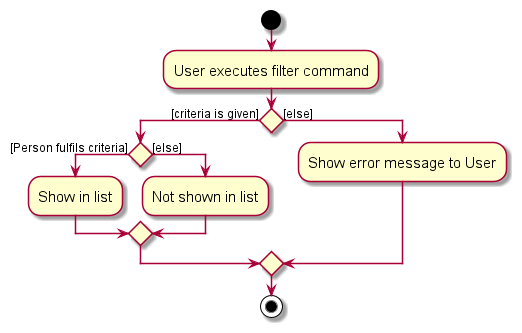 User executes filter command
[criteria is given]
[else]
[Person fulfils criteria]
[else]
Show error message to User
Show in list
Not shown in list